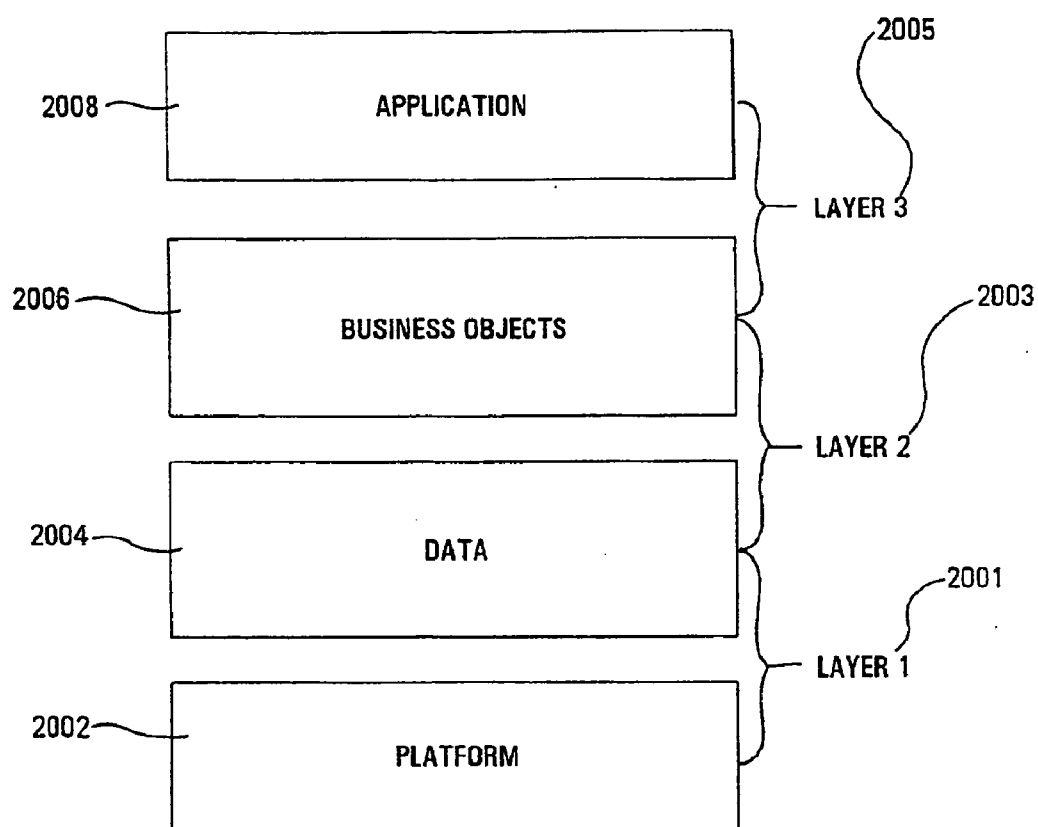 2005
2008
APPLICATION
LAYER 3
2006
2003
BUSINESS OBJECTS
LAYER 2
2004
DATA
2001
LAYER 1
2002
PLATFORM